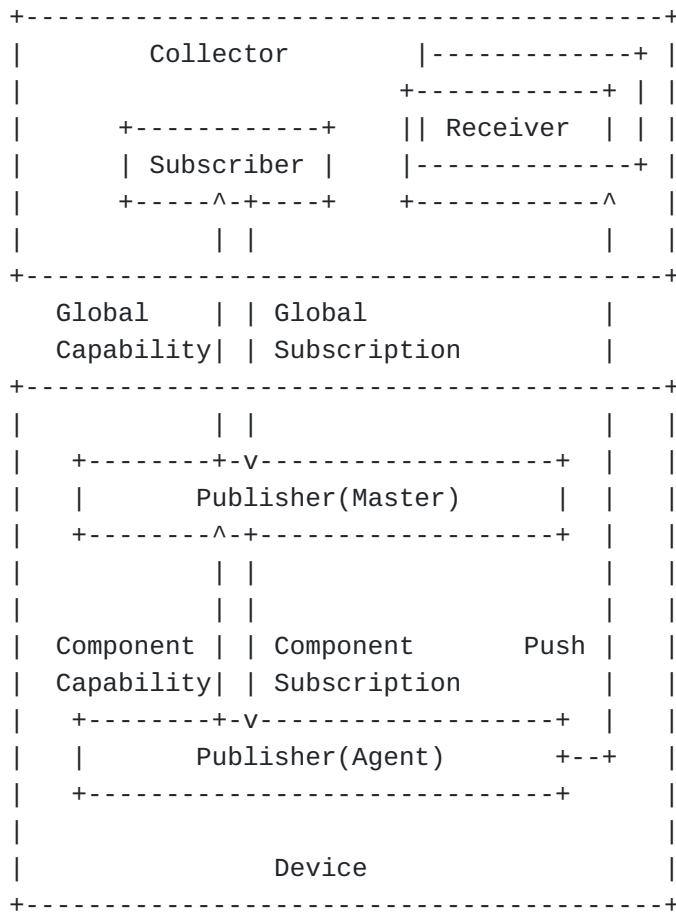 Collector
Receiver
Subscriber
Global Global
Capability Subscription
Publisher(Master)
Component Component Push
Capability Subscription
Publisher(Agent)
Device